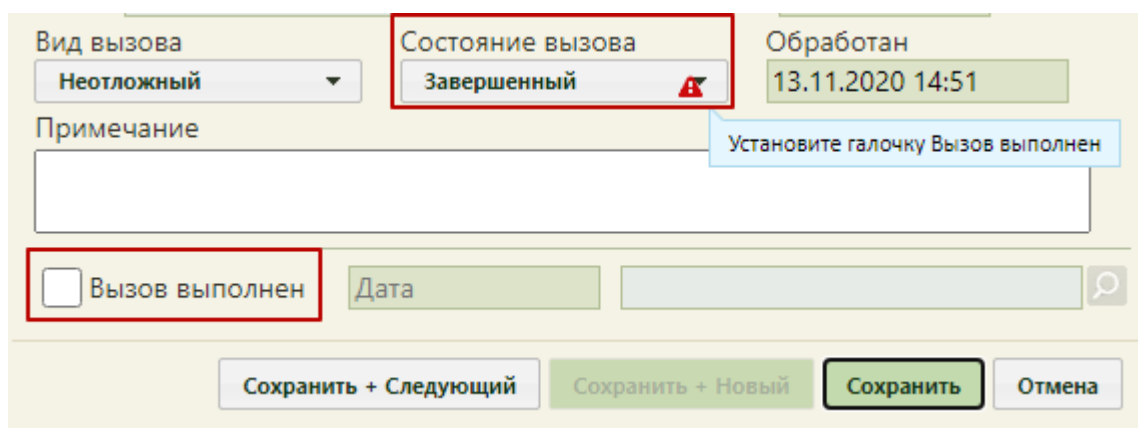 Вид вызова Состояние вызова Обработан
Неотложный Завершенный 13.11.2020 14:51
Примечание
Установите галочку Вызов выполнен
Вызов выполнен Дата
Сохранить + Следующий Сохранить + Новый Сохранить Отмена